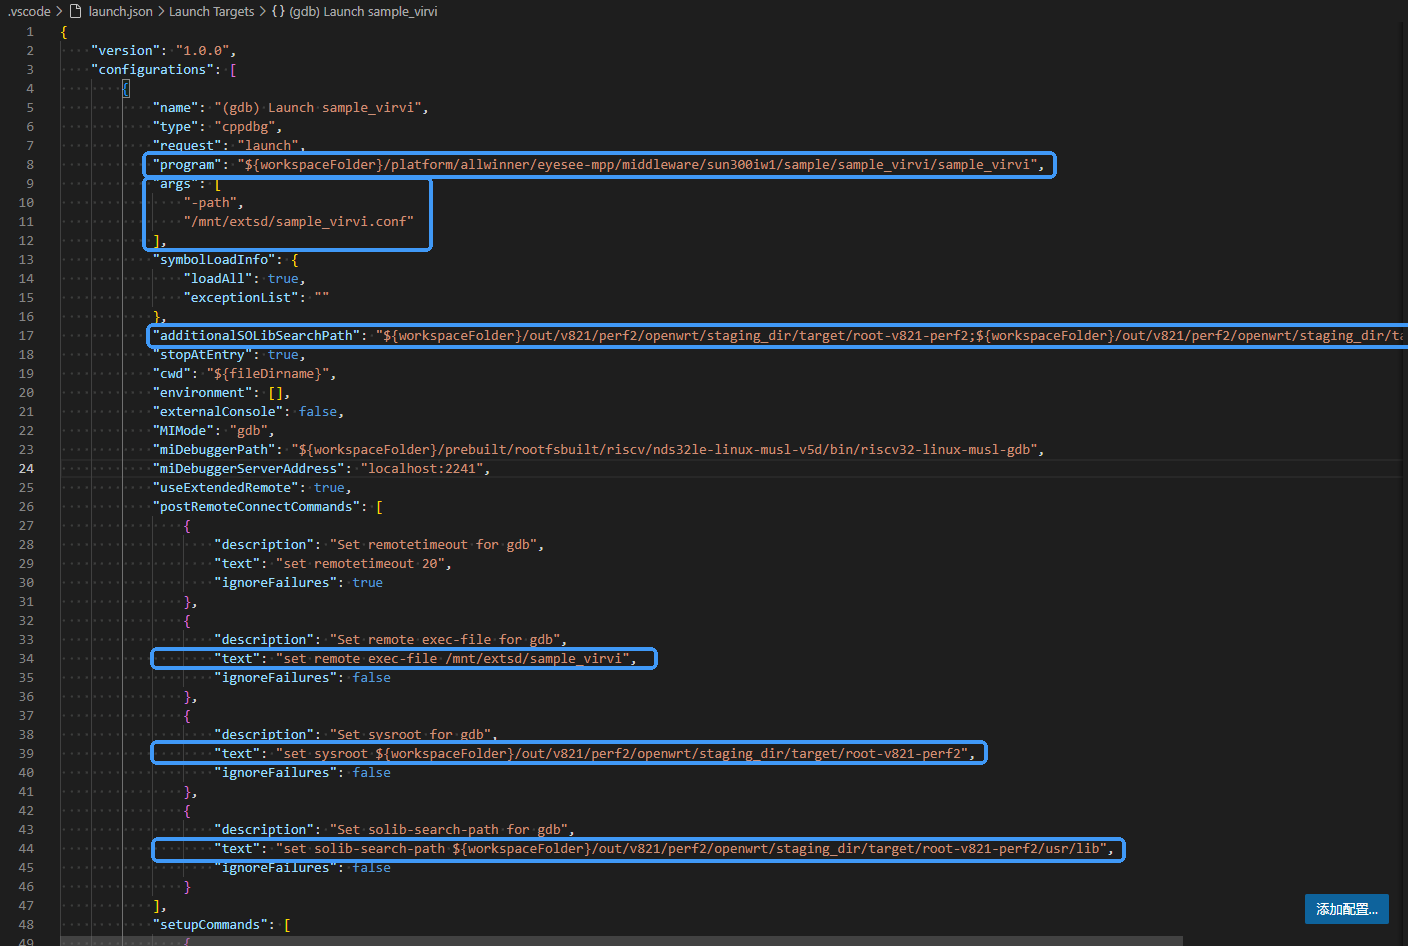 .vscode > launch.json > Launch Targets > {} (gdb) Launch sample_virvi
1 {
2 "version": "1.0.0",
3 "configurations": [
4 {
5 "name": "(gdb) Launch sample_virvi",
6 "type": "cppdbg",
7 "request": "launch",
8 "program": "${workspaceFolder}/platform/allwinner/eyesee-mpp/middleware/sun300iw1/sample/sample_virvi/sample_virvi",
9 "args": [
10 "-path",
11 "/mnt/extsd/sample_virvi.conf"
12 ],
13 "symbolLoadInfo": {
14 "loadAll": true,
15 "exceptionList": ""
16 },
17 "additionalSOLibSearchPath": "${workspaceFolder}/out/v821/perf2/openwrt/staging_dir/target/root-v821-perf2;${workspaceFolder}/out/v821/perf2/openwrt/staging_dir/ta
18 "stopAtEntry": true,
19 "cwd": "${fileDirname}",
20 "environment": [],
21 "externalConsole": false,
22 "MIMode": "gdb",
23 "miDebuggerPath": "${workspaceFolder}/prebuilt/rootfsbuilt/riscv/nds32le-linux-musl-v5d/bin/riscv32-linux-musl-gdb",
24 "miDebuggerServerAddress": "localhost:2241",
25 "useExtendedRemote": true,
26 "postRemoteConnectCommands": [
27 {
28 "description": "Set remotetimeout for gdb",
29 "text": "set remotetimeout 20",
30 "ignoreFailures": true
31 },
32 {
33 "description": "Set remote exec-file for gdb",
34 "text": "set remote exec-file /mnt/extsd/sample_virvi",
35 "ignoreFailures": false
36 },
37 {
38 "description": "Set sysroot for gdb",
39 "text": "set sysroot ${workspaceFolder}/out/v821/perf2/openwrt/staging_dir/target/root-v821-perf2",
40 "ignoreFailures": false
41 },
42 {
43 "description": "Set solib-search-path for gdb",
44 "text": "set solib-search-path ${workspaceFolder}/out/v821/perf2/openwrt/staging_dir/target/root-v821-perf2/usr/lib",
45 "ignoreFailures": false
46 }
47 ],
48 "setupCommands": [
49 {
添加配置...